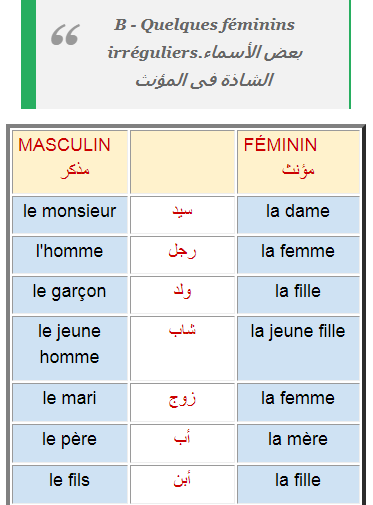 B - Quelques féminins
irréguliers.بعض الأسماء
الشاذة فى المؤنث
MASCULIN FÉMININ
مذكر مؤنث
le monsieur سيد la dame
l'homme رجل la femme
le garçon ولد la fille
le jeune شاب la jeune fille
homme
le mari زوج la femme
le père أب la mère
le fils أبن la fille